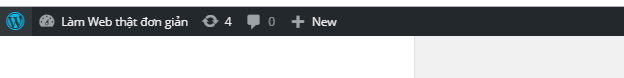 Làm Web thật đơn giản 4 0 New